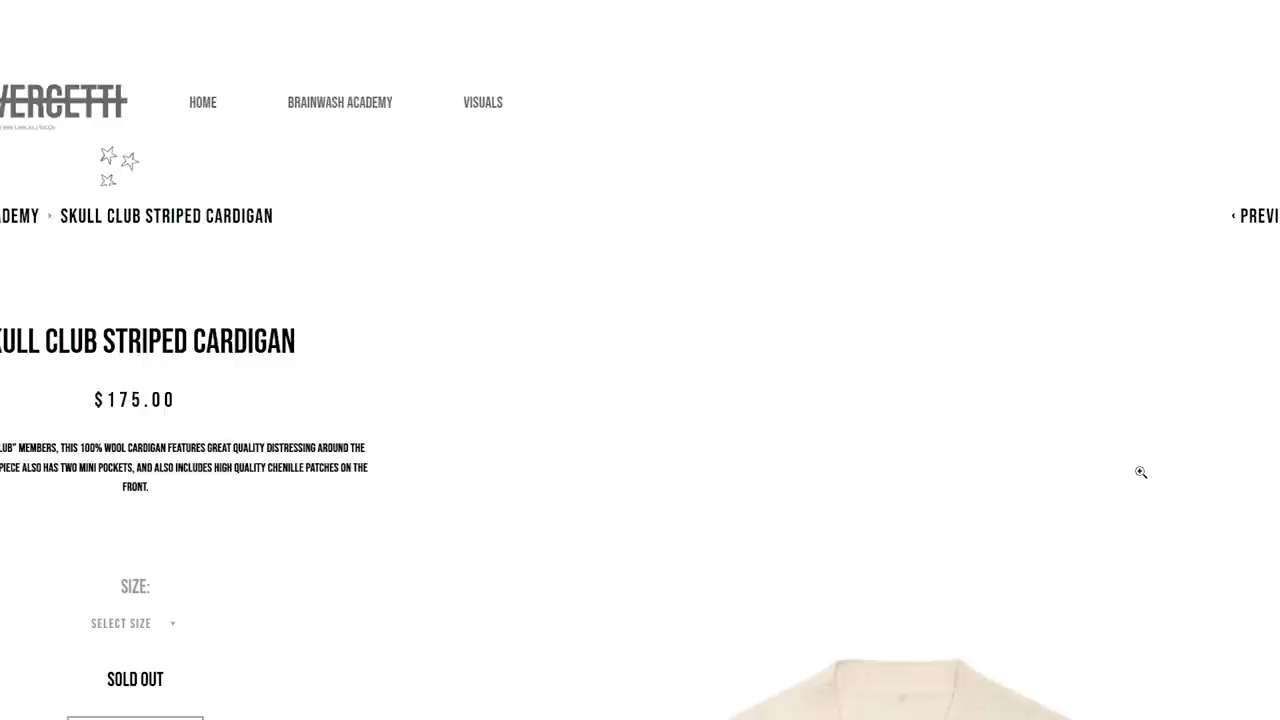 VERGETTI
HOME
BRAINWASH ACADEMY
VISUALS
ADEMY › SKULL CLUB STRIPED CARDIGAN
‹ PREVI
KULL CLUB STRIPED CARDIGAN
$175.00
LUB" MEMBERS, THIS 100% WOOL CARDIGAN FEATURES GREAT QUALITY DISTRESSING AROUND THE
PIECE ALSO HAS TWO MINI POCKETS, AND ALSO INCLUDES HIGH QUALITY CHENILLE PATCHES ON THE
FRONT.
SIZE:
SELECT SIZE
SOLD OUT